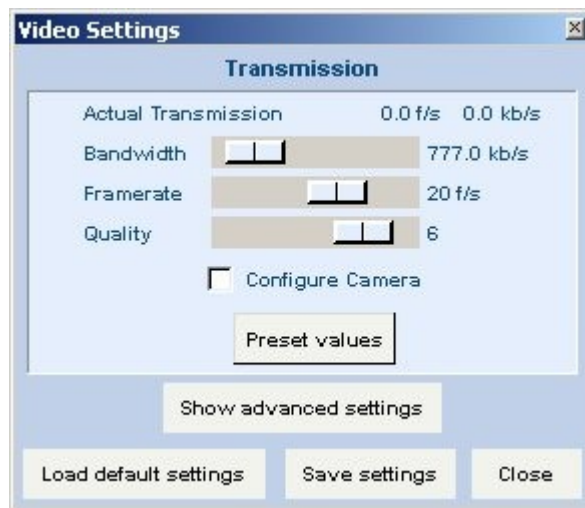 Video Settings
Transmission
Actual Transmission 0.0 f/s 0.0 kb/s
Bandwidth 777.0 kb/s
Framerate 20 f/s
Quality 6
Configure Camera
Preset values
Show advanced settings
Load default settings Save settings Close